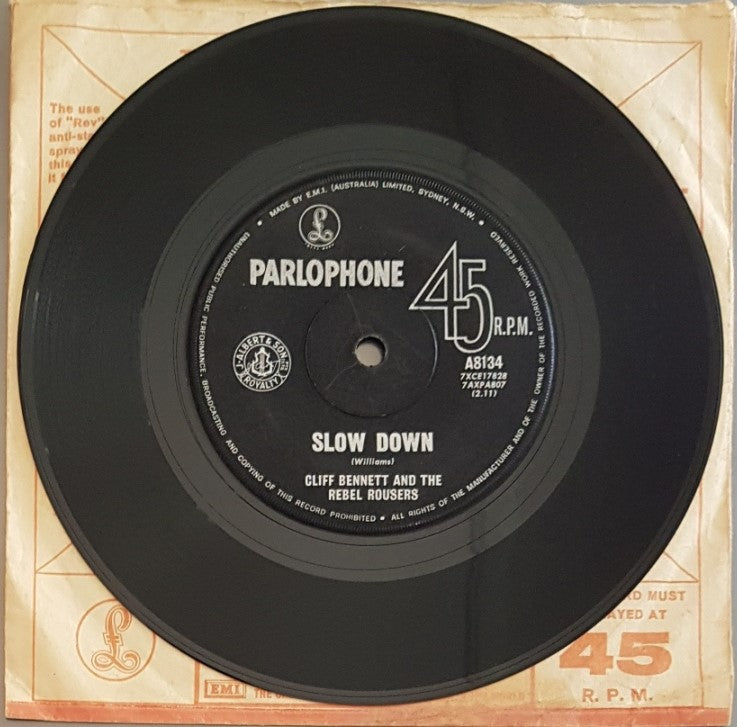 The use
of "Rev"
anti-st
spray
this
it
MADE BY E.M.I. (AUSTRALIA) LIMITED, SYDNEY, N.S.W. •
UNAUTHORISED PUBLIC PERFORMANCE, BROADCASTING AND COPYING OF THIS RECORD PROHIBITED • ALL RIGHTS OF THE MANUFACTURER AND OF THE OWNER OF THE RECORDED WORK RESERVED
£
PARLOPHONE
45
R.P.M.
J. ALBERT & SON
ROYALTY
A8134
7XCE17828
7AXPA807
(2.11)
SLOW DOWN
(Williams)
CLIFF BENNETT AND THE
REBEL ROUSERS
£
RD MUST
AYED AT
45
R. P. M.
EMI